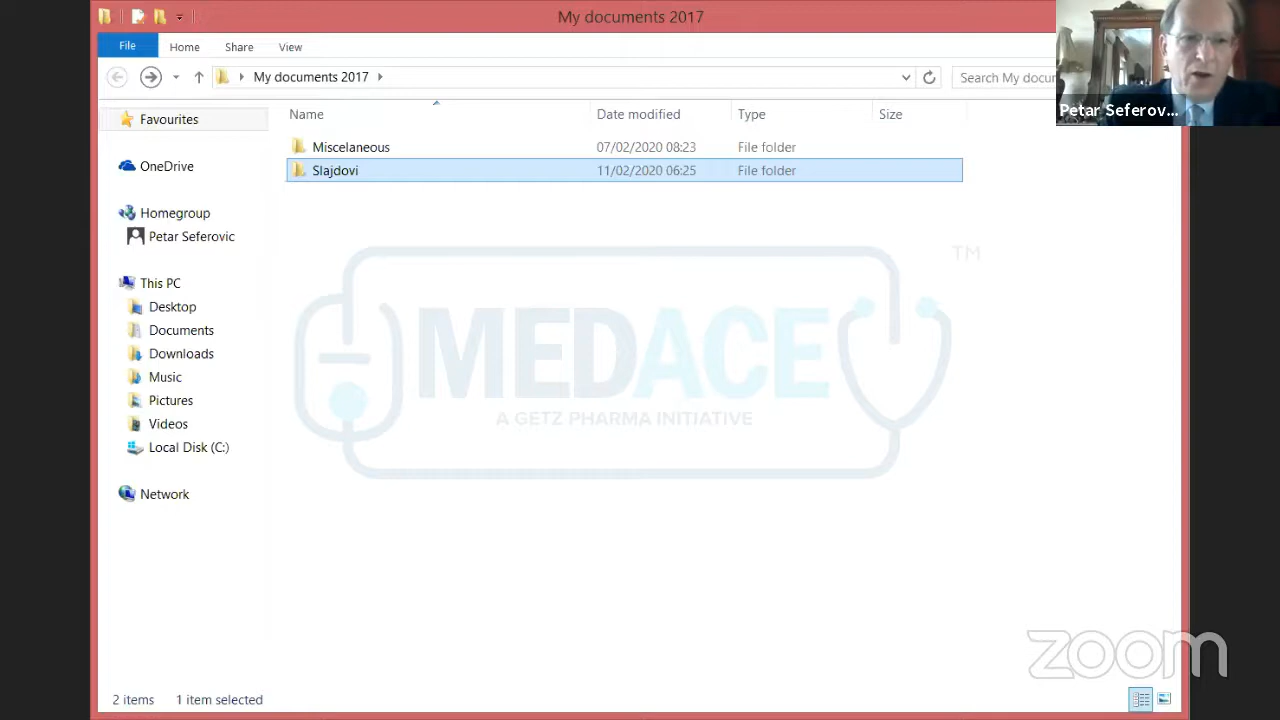 My documents 2017
File
Home
Share
View
My documents 2017
Search My docu
Petar Seferov...
Favourites
OneDrive
Homegroup
Petar Seferovic
This PC
Desktop
Documents
Downloads
Music
Pictures
Videos
Local Disk (C:)
Network
Name
Date modified
Type
Size
Miscelaneous
07/02/2020 08:23
File folder
Slajdovi
11/02/2020 06:25
File folder
MEDACE
TM
A GETZ PHARMA INITIATIVE
2 items
1 item selected
zoom